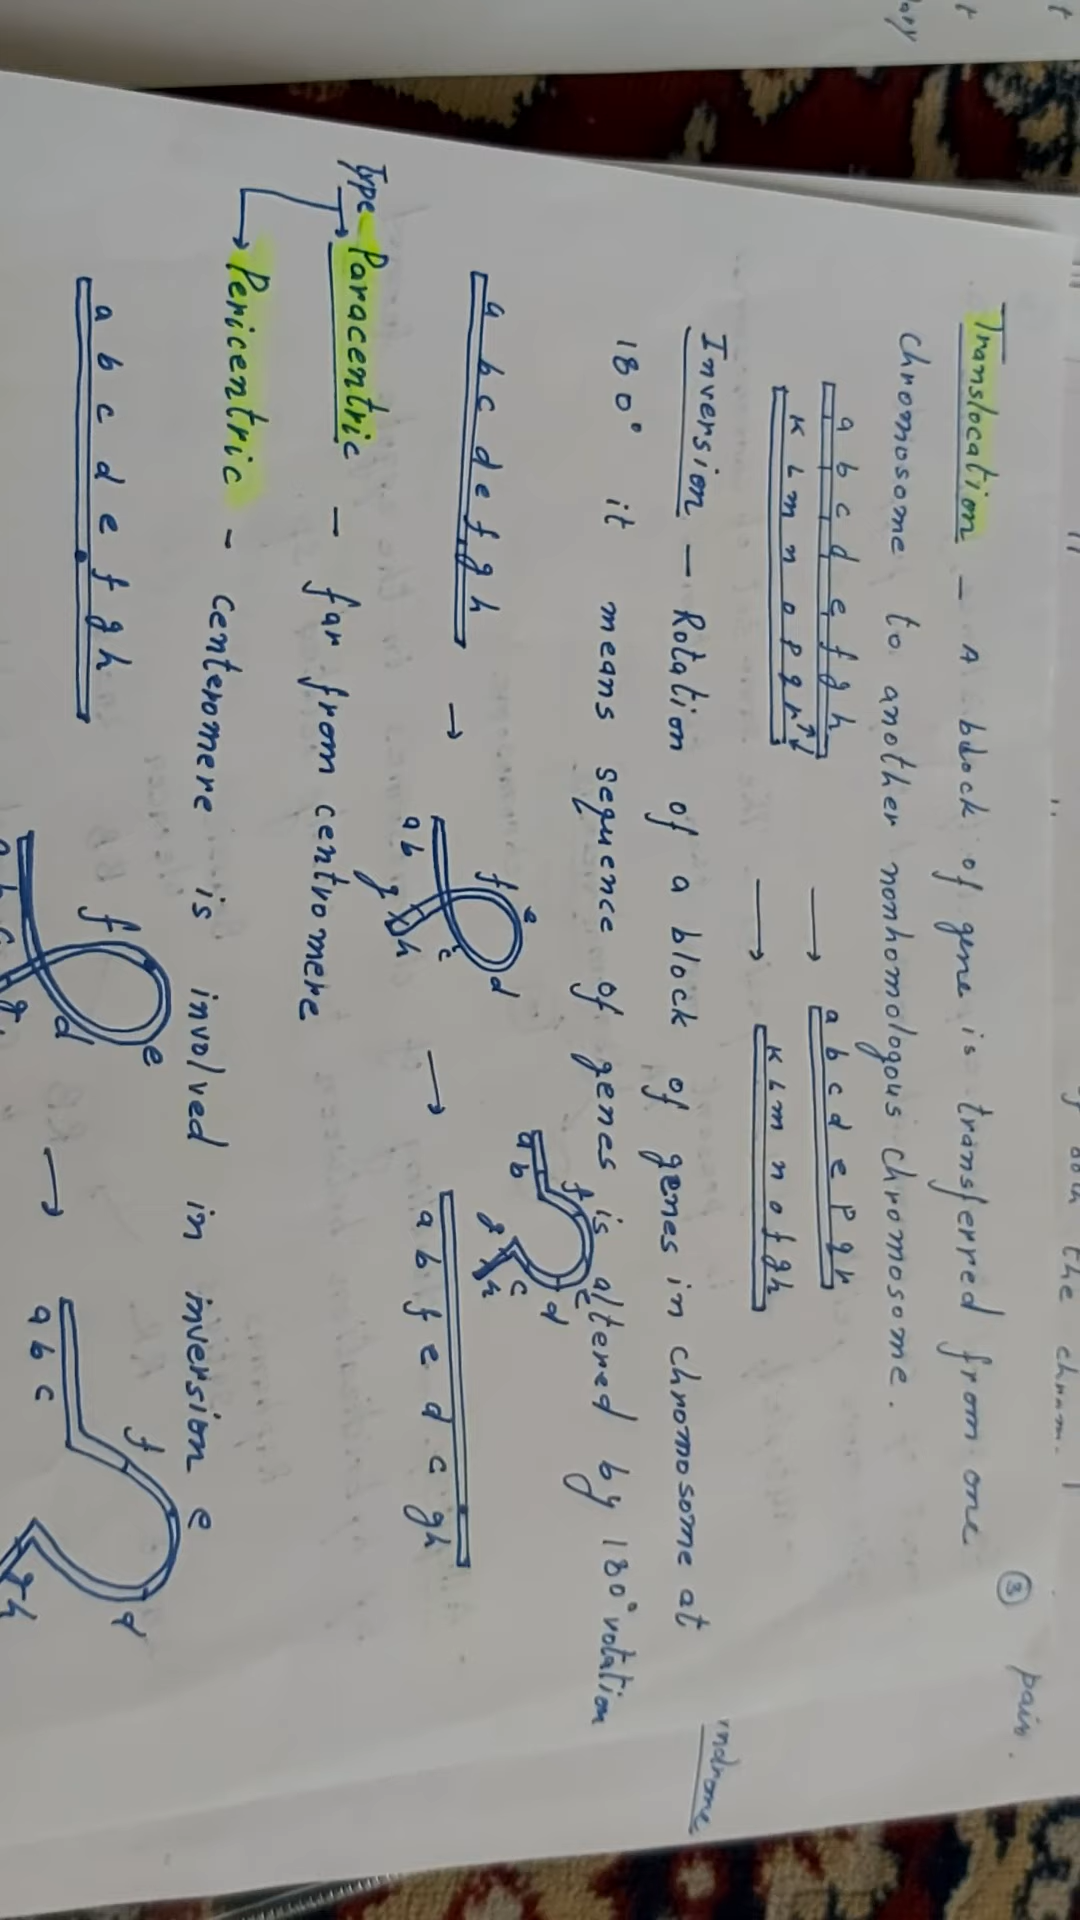 ③ pair.
Translocation - A block of gene is transferred from one
chromosome to another nonhomologous chromosome.
a b c d e f g h → a b c d e p q r
K L m n o p q r → K L m n o f g h
Inversion - Rotation of a block of genes in chromosome at
180° it means sequence of genes is altered by 180° rotation
a b c d e f g h → a b c d e f g h → a b f e d c g h
a b c d e f g h
Type Paracentric - far from centromere
Pericentric - centeromere is involved in inversion
a b c d e f g h
f e d
→
a b c f e d g h